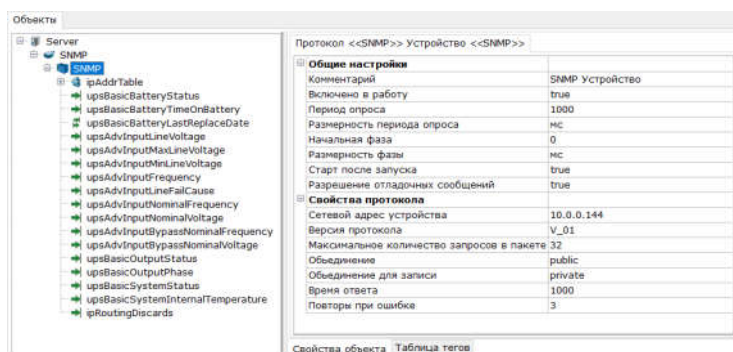 Объекты
Server
SNMP
SNMP
ipAddrTable
upsBasicBatteryStatus
upsBasicBatteryTimeOnBattery
upsBasicBatteryLastReplaceDate
upsAdvInputLineVoltage
upsAdvInputMaxLineVoltage
upsAdvInputMinLineVoltage
upsAdvInputFrequency
upsAdvInputLineFailCause
upsAdvInputNominalFrequency
upsAdvInputNominalVoltage
upsAdvInputBypassNominalFrequency
upsAdvInputBypassNominalVoltage
upsBasicOutputStatus
upsBasicOutputPhase
upsBasicSystemStatus
upsBasicSystemInternalTemperature
ipRoutingDiscards
Протокол <<SNMP>> Устройство <<SNMP>>
Общие настройки
Комментарий SNMP Устройство
Включено в работу true
Период опроса 1000
Размерность периода опроса мс
Начальная фаза 0
Размерность фазы мс
Старт после запуска true
Разрешение отладочных сообщений true
Свойства протокола
Сетевой адрес устройства 10.0.0.144
Версия протокола V_01
Максимальное количество запросов в пакете 32
Объединение public
Объединение для записи private
Время ответа 1000
Повторы при ошибке 3
Свойства объекта Таблица тегов